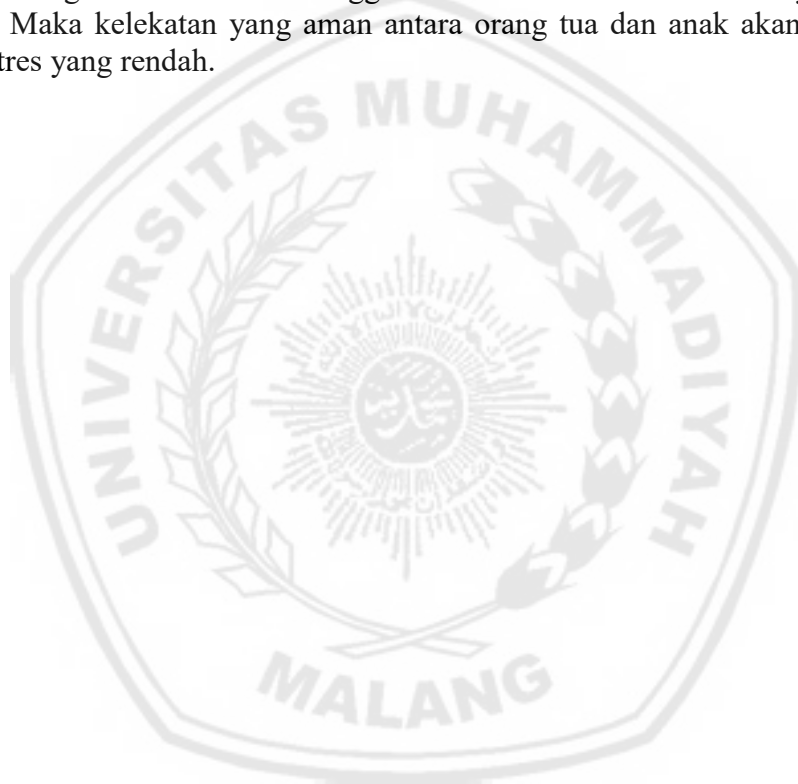 Maka kelekatan yang aman antara orang tua dan anak akan
tres yang rendah.
UNIVERSITAS MUHAMMADIYAH
MALANG